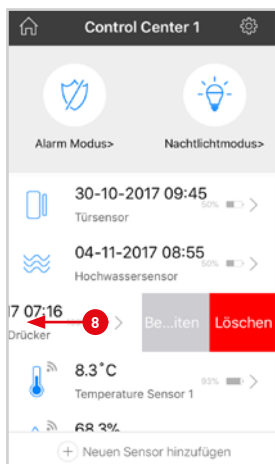 Control Center 1
Alarm Modus>
Nachtlichtmodus>
30-10-2017 09:45
50%
Türsensor
04-11-2017 08:55
50%
Hochwassersensor
7 07:16
8
Be...iten
Löschen
Drücker
8.3°C
93%
Temperature Sensor 1
68.3%
Neuen Sensor hinzufügen